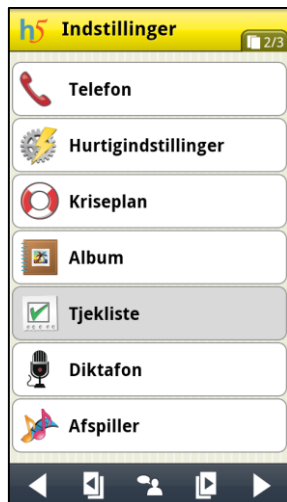 h5 Indstillinger
2/3
Telefon
Hurtigindstillinger
Kriseplan
Album
Tjekliste
Diktafon
Afspiller